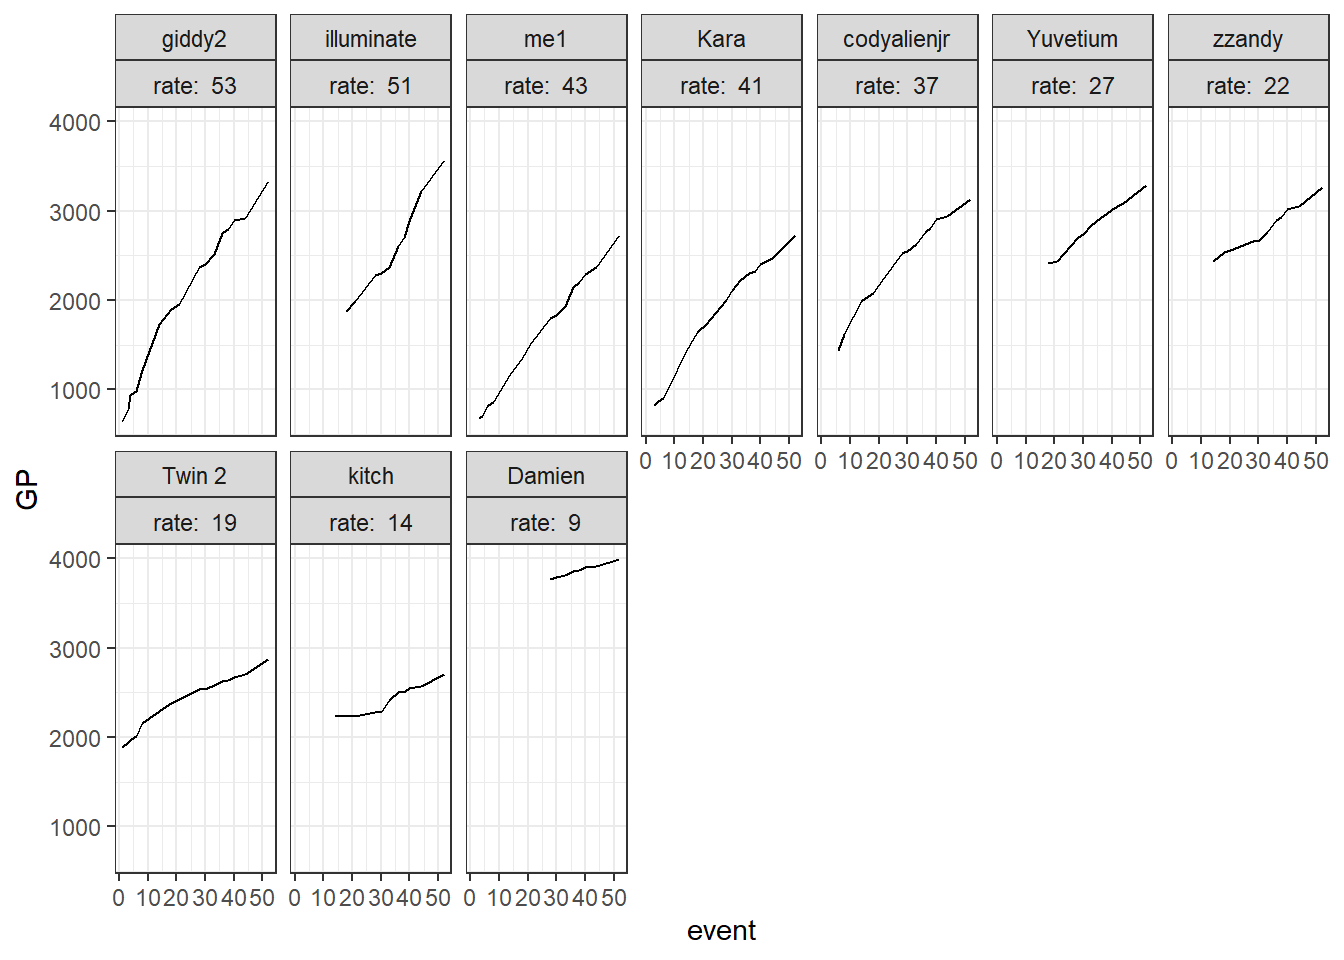 giddy2 illuminate me1 Kara codyalienjr Yuvetium zzandy
rate: 53 rate: 51 rate: 43 rate: 41 rate: 37 rate: 27 rate: 22
4000
3000
2000
1000
0 10 20 30 40 50 0 10 20 30 40 50 0 10 20 30 40 50 0 10 20 30 40 50
GP
Twin 2 kitch Damien
rate: 19 rate: 14 rate: 9
4000
3000
2000
1000
0 10 20 30 40 50 0 10 20 30 40 50 0 10 20 30 40 50
event